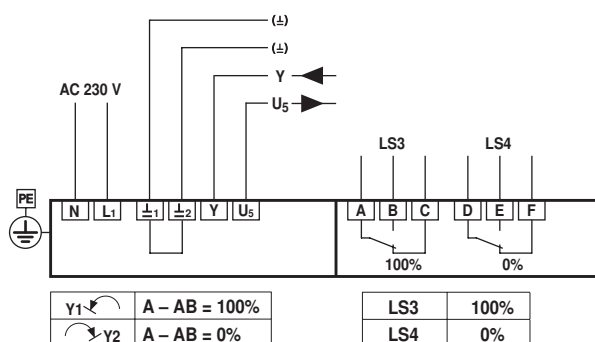 (⊥)
(⊥)
Y
AC 230 V
U5
LS3 LS4
PE
N L1 ⊥1 ⊥2 Y U5 A B C D E F
100% 0%
Y1 A – AB = 100%
Y2 A – AB = 0%
LS3 100%
LS4 0%